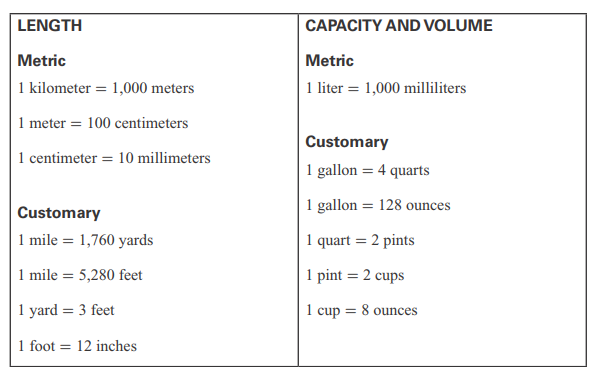 LENGTH
Metric
1 kilometer = 1,000 meters
1 meter = 100 centimeters
1 centimeter = 10 millimeters
Customary
1 mile = 1,760 yards
1 mile = 5,280 feet
1 yard = 3 feet
1 foot = 12 inches
CAPACITY AND VOLUME
Metric
1 liter = 1,000 milliliters
Customary
1 gallon = 4 quarts
1 gallon = 128 ounces
1 quart = 2 pints
1 pint = 2 cups
1 cup = 8 ounces